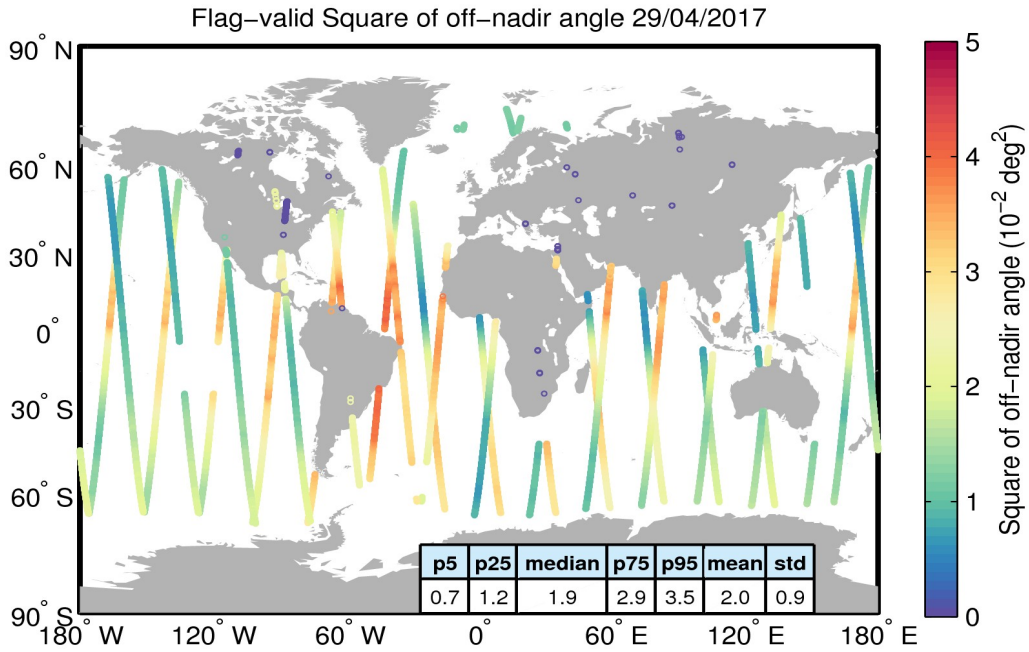 Flag−valid Square of off−nadir angle 29/04/2017
90° N
60° N
30° N
0°
30° S
60° S
90° S
180° W
120° W
60° W
0°
60° E
120° E
180° E
p5 p25 median p75 p95 mean std
0.7 1.2 1.9 2.9 3.5 2.0 0.9
5
4
3
2
1
0
Square of off−nadir angle (10⁻² deg²)